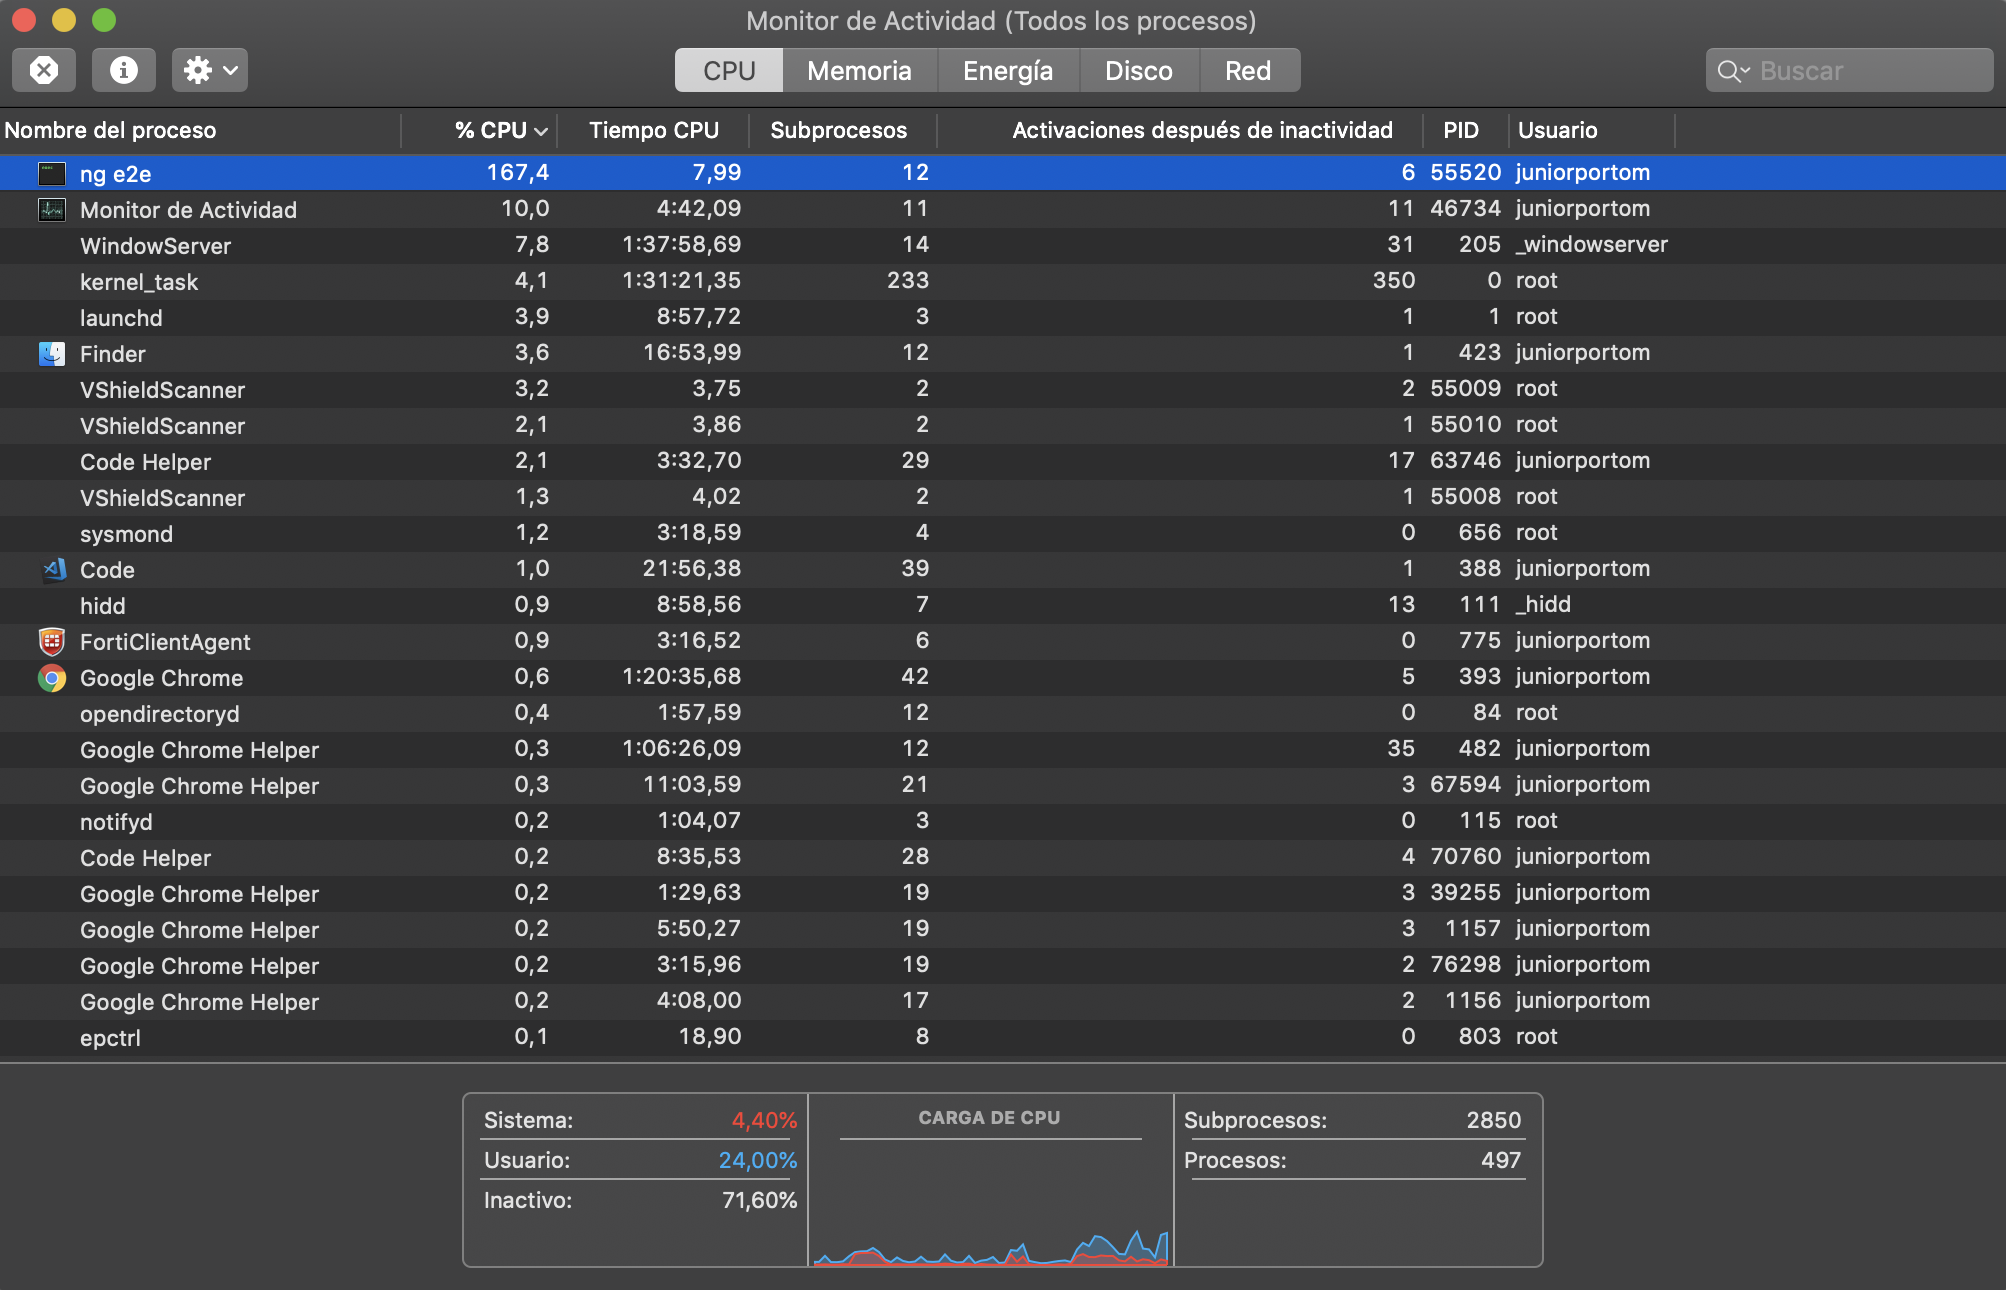 Monitor de Actividad (Todos los procesos)
CPU Memoria Energía Disco Red Buscar
Nombre del proceso % CPU Tiempo CPU Subprocesos Activaciones después de inactividad PID Usuario
ng e2e 167,4 7,99 12 6 55520 juniorportom
Monitor de Actividad 10,0 4:42,09 11 11 46734 juniorportom
WindowServer 7,8 1:37:58,69 14 31 205 _windowserver
kernel_task 4,1 1:31:21,35 233 350 0 root
launchd 3,9 8:57,72 3 1 1 root
Finder 3,6 16:53,99 12 1 423 juniorportom
VShieldScanner 3,2 3,75 2 2 55009 root
VShieldScanner 2,1 3,86 2 1 55010 root
Code Helper 2,1 3:32,70 29 17 63746 juniorportom
VShieldScanner 1,3 4,02 2 1 55008 root
sysmond 1,2 3:18,59 4 0 656 root
Code 1,0 21:56,38 39 1 388 juniorportom
hidd 0,9 8:58,56 7 13 111 _hidd
FortiClientAgent 0,9 3:16,52 6 0 775 juniorportom
Google Chrome 0,6 1:20:35,68 42 5 393 juniorportom
opendirectoryd 0,4 1:57,59 12 0 84 root
Google Chrome Helper 0,3 1:06:26,09 12 35 482 juniorportom
Google Chrome Helper 0,3 11:03,59 21 3 67594 juniorportom
notifyd 0,2 1:04,07 3 0 115 root
Code Helper 0,2 8:35,53 28 4 70760 juniorportom
Google Chrome Helper 0,2 1:29,63 19 3 39255 juniorportom
Google Chrome Helper 0,2 5:50,27 19 3 1157 juniorportom
Google Chrome Helper 0,2 3:15,96 19 2 76298 juniorportom
Google Chrome Helper 0,2 4:08,00 17 2 1156 juniorportom
epctrl 0,1 18,90 8 0 803 root
Sistema: 4,40%
Usuario: 24,00%
Inactivo: 71,60%
CARGA DE CPU
Subprocesos: 2850
Procesos: 497